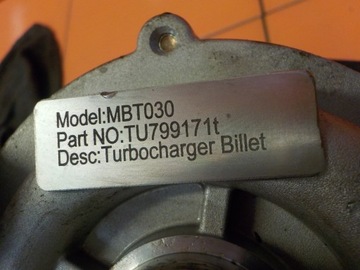 Model:MBT030
Part NO:TU799171t
Desc:Turbocharger Billet